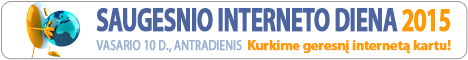 SAUGESNIO INTERNETO DIENA 2015
VASARIO 10 D., ANTRADIENIS Kurkime geresnį internetą kartu!